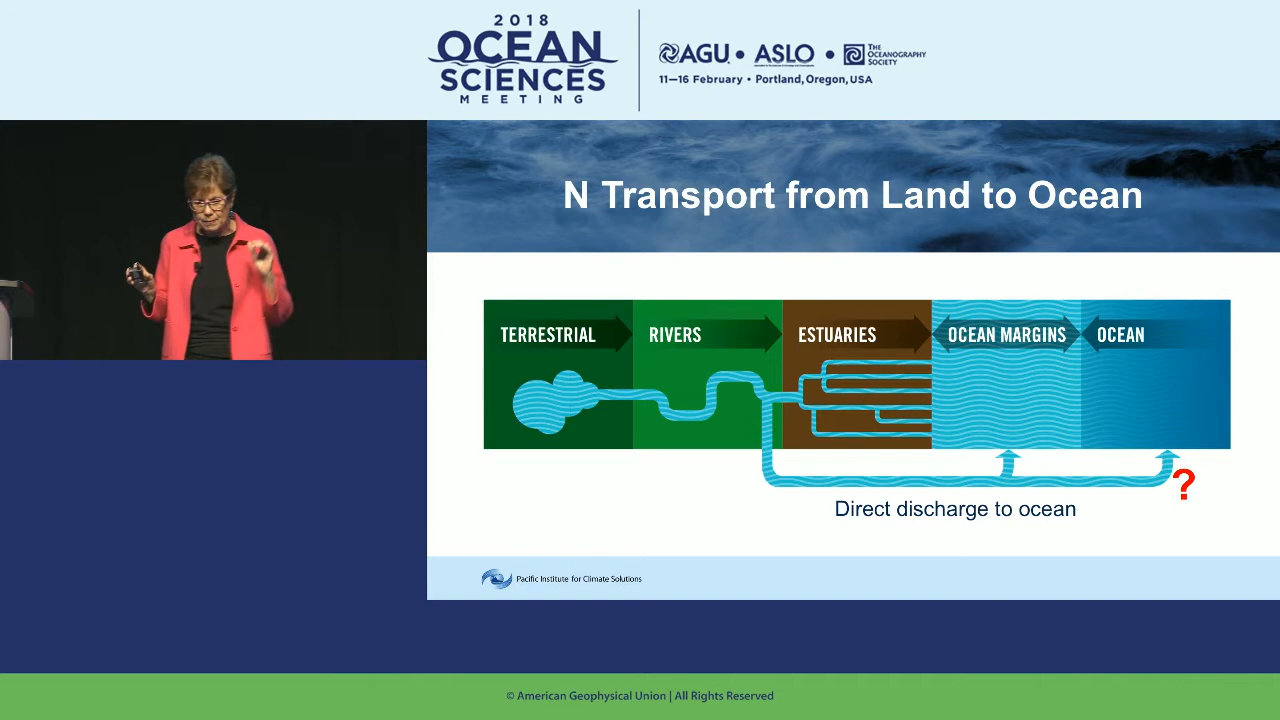 2018
OCEAN
SCIENCES
MEETING
AGU • ASLO • THE OCEANOGRAPHY SOCIETY
11–16 February • Portland, Oregon, USA
N Transport from Land to Ocean
TERRESTRIAL
RIVERS
ESTUARIES
OCEAN MARGINS
OCEAN
?
Direct discharge to ocean
Pacific Institute for Climate Solutions
© American Geophysical Union | All Rights Reserved